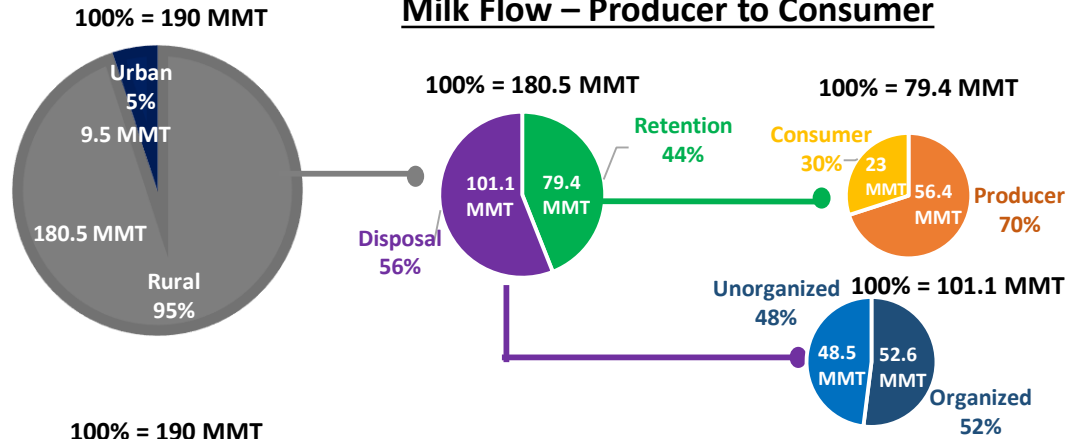 Milk Flow – Producer to Consumer
100% = 190 MMT
Urban
5%
9.5 MMT
180.5 MMT
Rural
95%
100% = 180.5 MMT
Retention
44%
101.1
MMT
79.4
MMT
Disposal
56%
100% = 79.4 MMT
Consumer
30%
23
MMT
56.4
MMT
Producer
70%
100% = 101.1 MMT
Unorganized
48%
48.5
MMT
52.6
MMT
Organized
52%
100% = 190 MMT